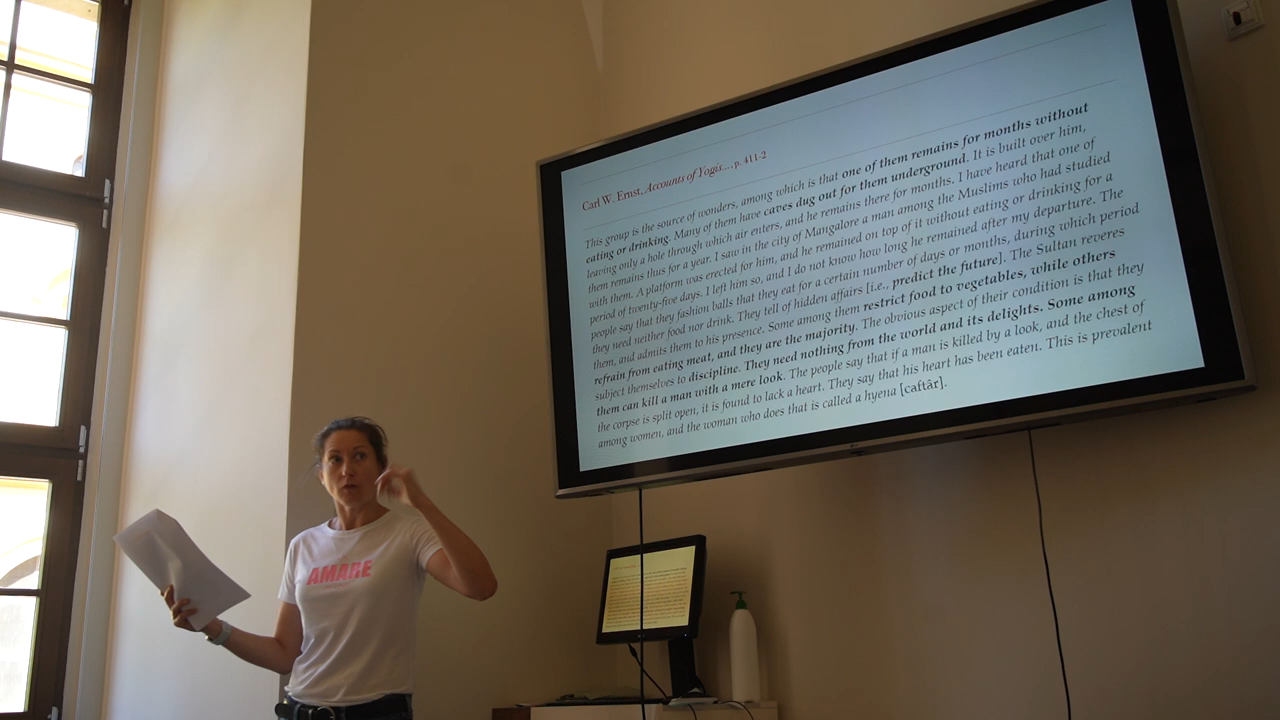 Carl W. Ernst, Accounts of Yogis..., p. 411-2
This group is the source of wonders, among which is that one of them remains for months without
eating or drinking. Many of them have caves dug out for them underground. It is built over him,
leaving only a hole through which air enters, and he remains there for months. I have heard that one of
them remains thus for a year. I saw in the city of Mangalore a man among the Muslims who had studied
with them. A platform was erected for him, and he remained on top of it without eating or drinking for a
period of twenty-five days. I left him so, and I do not know how long he remained after my departure. The
people say that they fashion balls that they eat for a certain number of days or months, during which period
they need neither food nor drink. They tell of hidden affairs [i.e., predict the future]. The Sultan reveres
them, and admits them to his presence. Some among them restrict food to vegetables, while others
refrain from eating meat, and they are the majority. The obvious aspect of their condition is that they
subject themselves to discipline. They need nothing from the world and its delights. Some among
them can kill a man with a mere look. The people say that if a man is killed by a look, and the chest of
the corpse is split open, it is found to lack a heart. They say that his heart has been eaten. This is prevalent
among women, and the woman who does that is called a hyena [caftâr].
AMARE